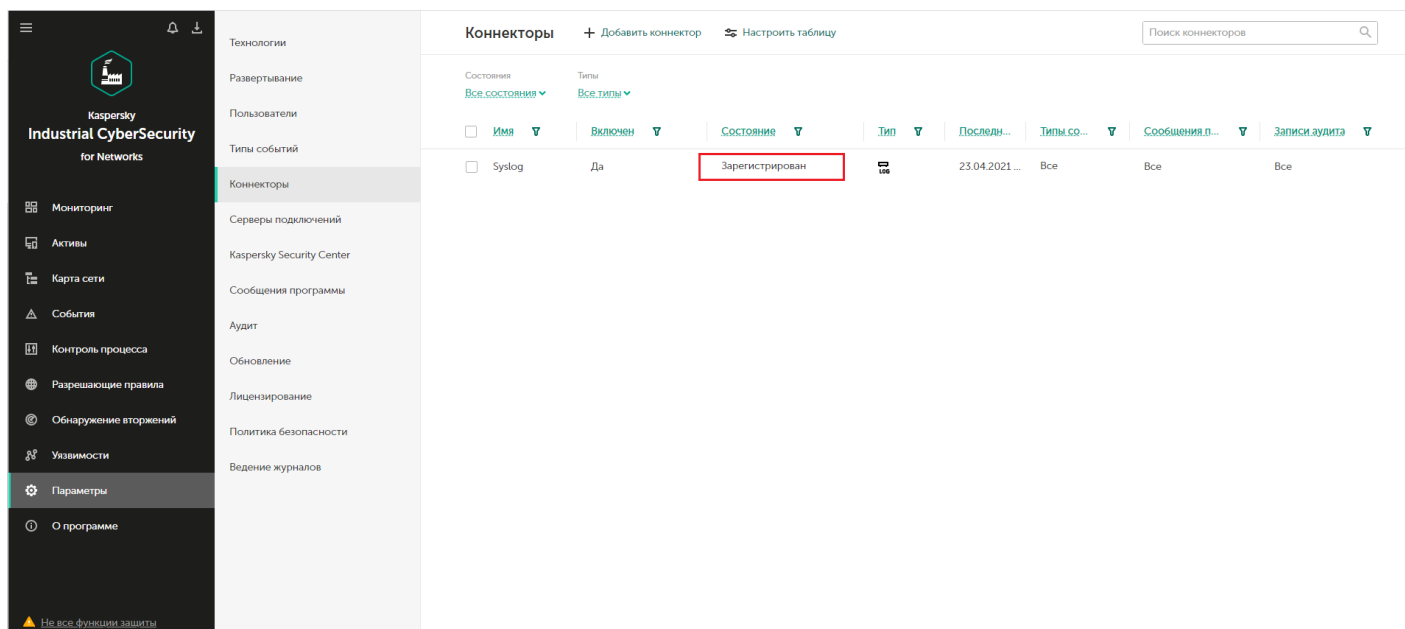 Kaspersky
Industrial CyberSecurity
for Networks
Мониторинг
Активы
Карта сети
События
Контроль процесса
Разрешающие правила
Обнаружение вторжений
Уязвимости
Параметры
О программе
Не все функции защиты
Технологии
Развертывание
Пользователи
Типы событий
Коннекторы
Серверы подключений
Kaspersky Security Center
Сообщения программы
Аудит
Обновление
Лицензирование
Политика безопасности
Ведение журналов
Коннекторы + Добавить коннектор Настроить таблицу Поиск коннекторов
Состояния Типы
Все состояния Все типы
Имя Включен Состояние Тип Последн... Типы со... Сообщения п... Записи аудита
Syslog Да Зарегистрирован LOG 23.04.2021 ... Все Все Все